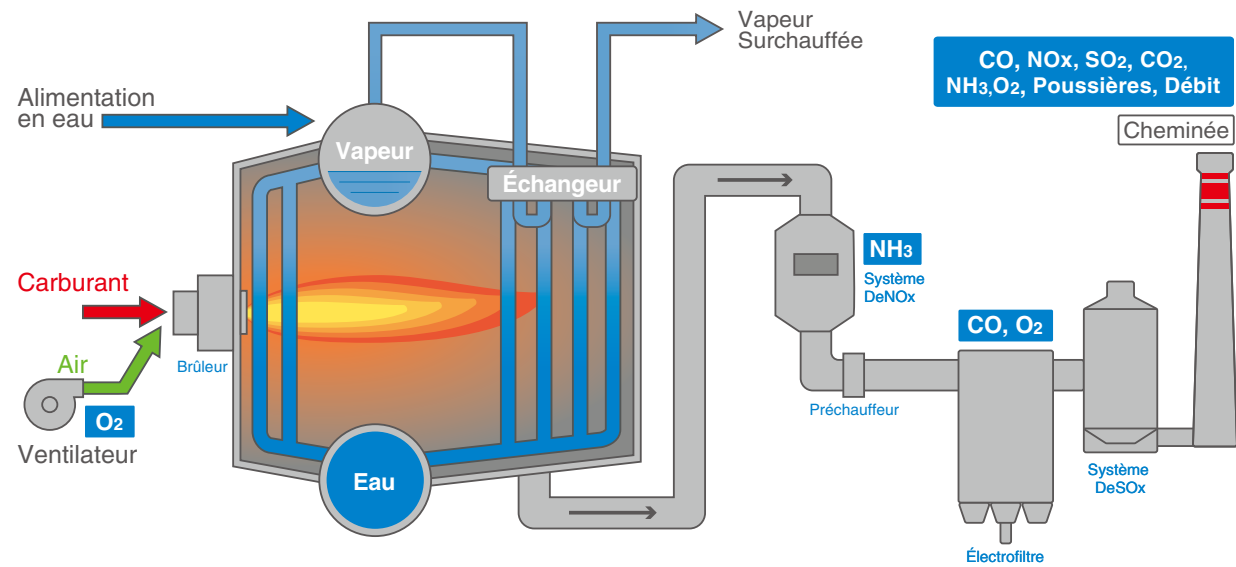 Vapeur
Surchauffée
CO, NOx, SO2, CO2,
NH3,O2, Poussières, Débit
Cheminée
Alimentation
en eau
Vapeur
Échangeur
NH3
Système
DeNOx
Carburant
CO, O2
Air
Brûleur
O2
Ventilateur
Préchauffeur
Eau
Système
DeSOx
Électrofiltre